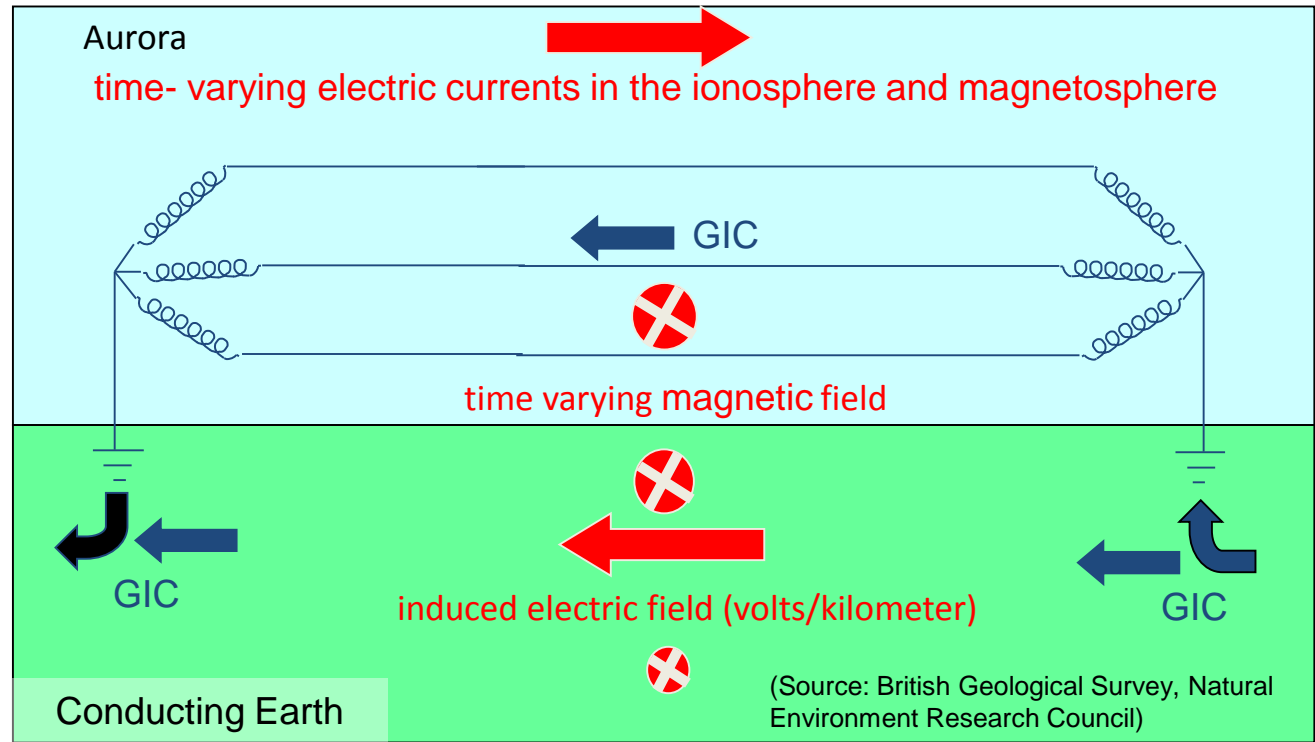 Aurora
time- varying electric currents in the ionosphere and magnetosphere
GIC
time varying magnetic field
GIC
GIC
induced electric field (volts/kilometer)
Conducting Earth
(Source: British Geological Survey, Natural
Environment Research Council)